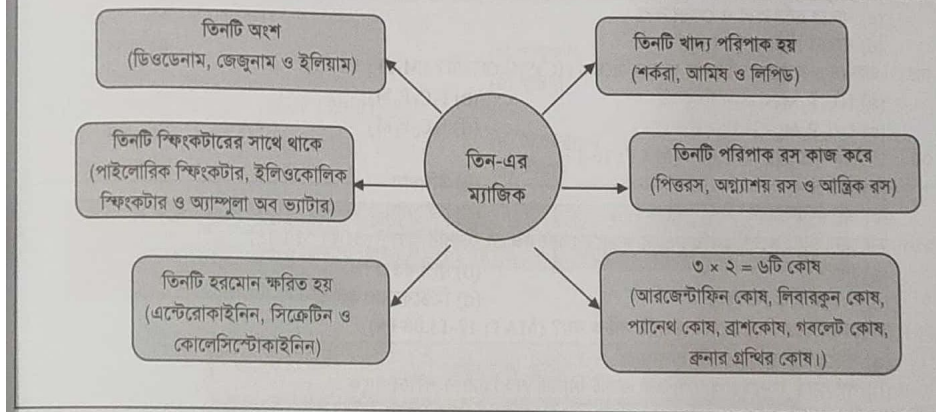 তিনটি অংশ
(ডিওডেনাম, জেজুনাম ও ইলিয়াম)
তিনটি খাদ্য পরিপাক হয়
(শর্করা, আমিষ ও লিপিড)
তিনটি স্ফিংকটারের সাথে থাকে
(পাইলোরিক স্ফিংকটার, ইলিওকোলিক
স্ফিংকটার ও অ্যাম্পুলা অব ভ্যাটার)
তিন-এর
ম্যাজিক
তিনটি পরিপাক রস কাজ করে
(পিত্তরস, অগ্ন্যাশয় রস ও আন্ত্রিক রস)
তিনটি হরমোন ক্ষরিত হয়
(এন্টেরোকাইনিন, সিক্রেটিন ও
কোলেসিস্টোকাইনিন)
৩ × ২ = ৬টি কোষ
(আরজেন্টাফিন কোষ, লিবারকুন কোষ,
প্যানেথ কোষ, ব্রাশকোষ, গবলেট কোষ,
ব্রুনার গ্রন্থির কোষ।)